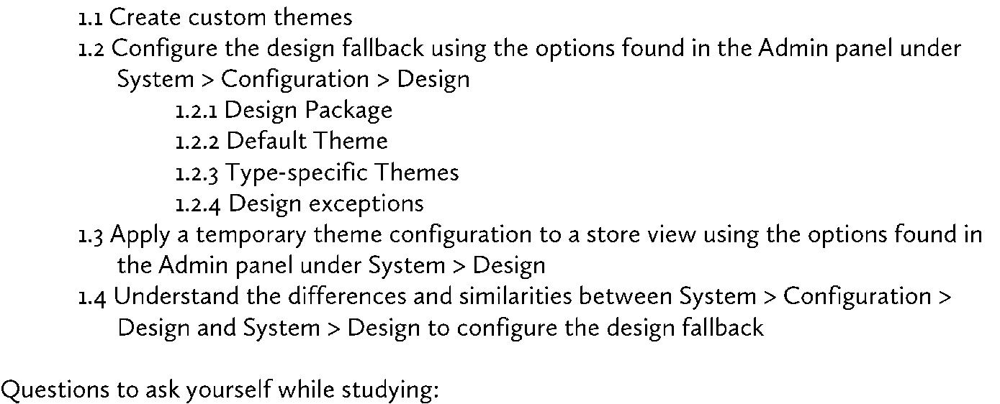 1.1 Create custom themes
1.2 Configure the design fallback using the options found in the Admin panel under
System > Configuration > Design
1.2.1 Design Package
1.2.2 Default Theme
1.2.3 Type-specific Themes
1.2.4 Design exceptions
1.3 Apply a temporary theme configuration to a store view using the options found in
the Admin panel under System > Design
1.4 Understand the differences and similarities between System > Configuration >
Design and System > Design to configure the design fallback
Questions to ask yourself while studying: